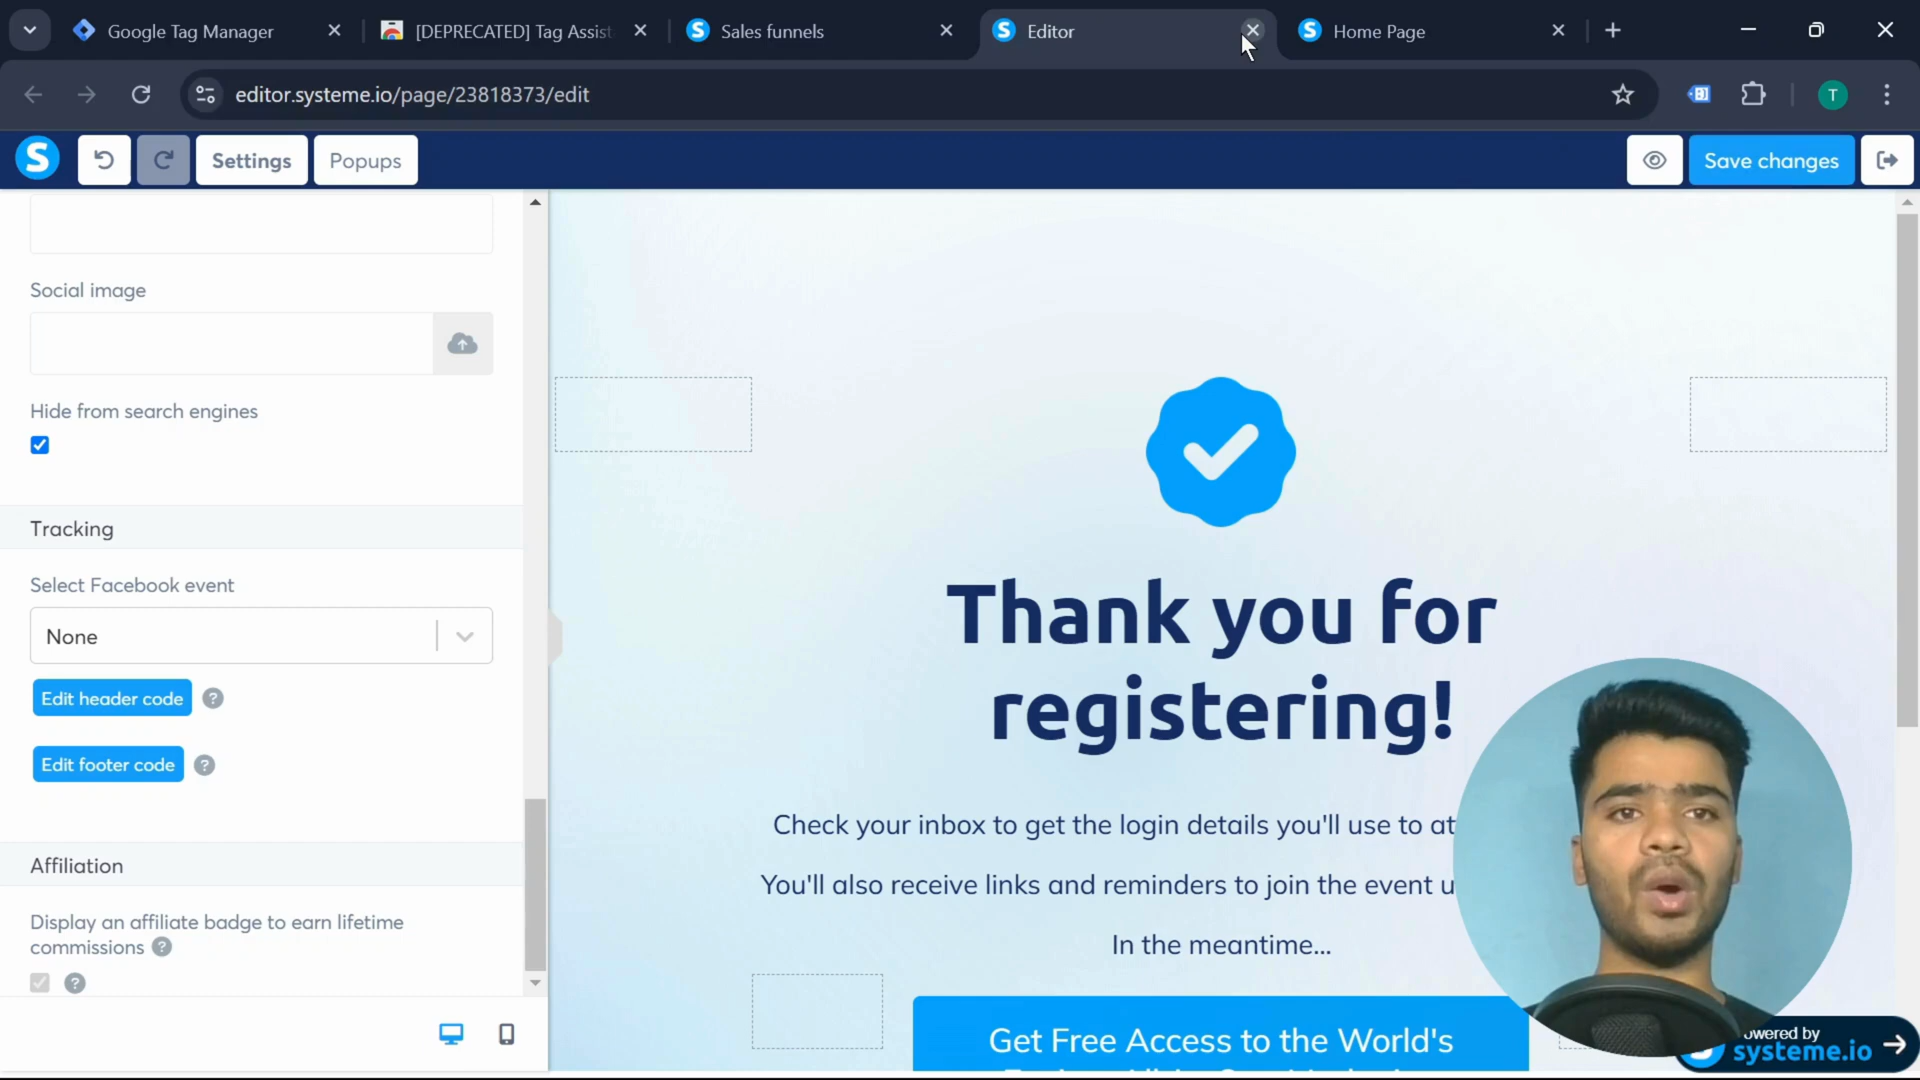 Google Tag Manager
[DEPRECATED] Tag Assist
Sales funnels
Editor
Home Page
editor.systeme.io/page/23818373/edit
T
S
Settings
Popups
Save changes
Social image
Hide from search engines
Tracking
Select Facebook event
None
Edit header code
Edit footer code
Affiliation
Display an affiliate badge to earn lifetime
commissions
Thank you for
registering!
Check your inbox to get the login details you'll use to at
You'll also receive links and reminders to join the event u
In the meantime...
Get Free Access to the World's
owered by
systeme.io